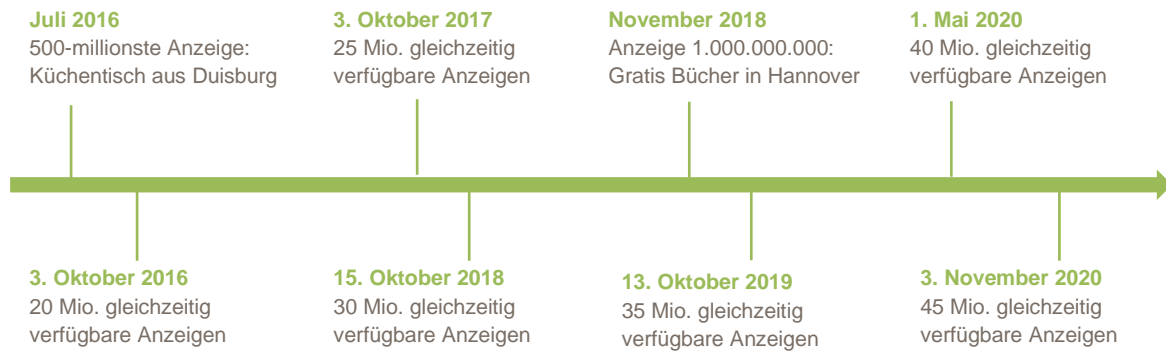 Juli 2016
500-millionste Anzeige:
Küchentisch aus Duisburg
3. Oktober 2017
25 Mio. gleichzeitig
verfügbare Anzeigen
November 2018
Anzeige 1.000.000.000:
Gratis Bücher in Hannover
1. Mai 2020
40 Mio. gleichzeitig
verfügbare Anzeigen
3. Oktober 2016
20 Mio. gleichzeitig
verfügbare Anzeigen
15. Oktober 2018
30 Mio. gleichzeitig
verfügbare Anzeigen
13. Oktober 2019
35 Mio. gleichzeitig
verfügbare Anzeigen
3. November 2020
45 Mio. gleichzeitig
verfügbare Anzeigen